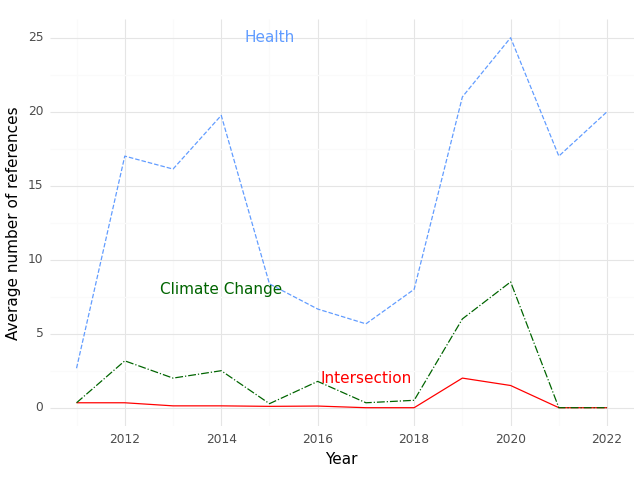 Health
Climate Change
Intersection
25
20
15
10
5
0
2012 2014 2016 2018 2020 2022
Year
Average number of references